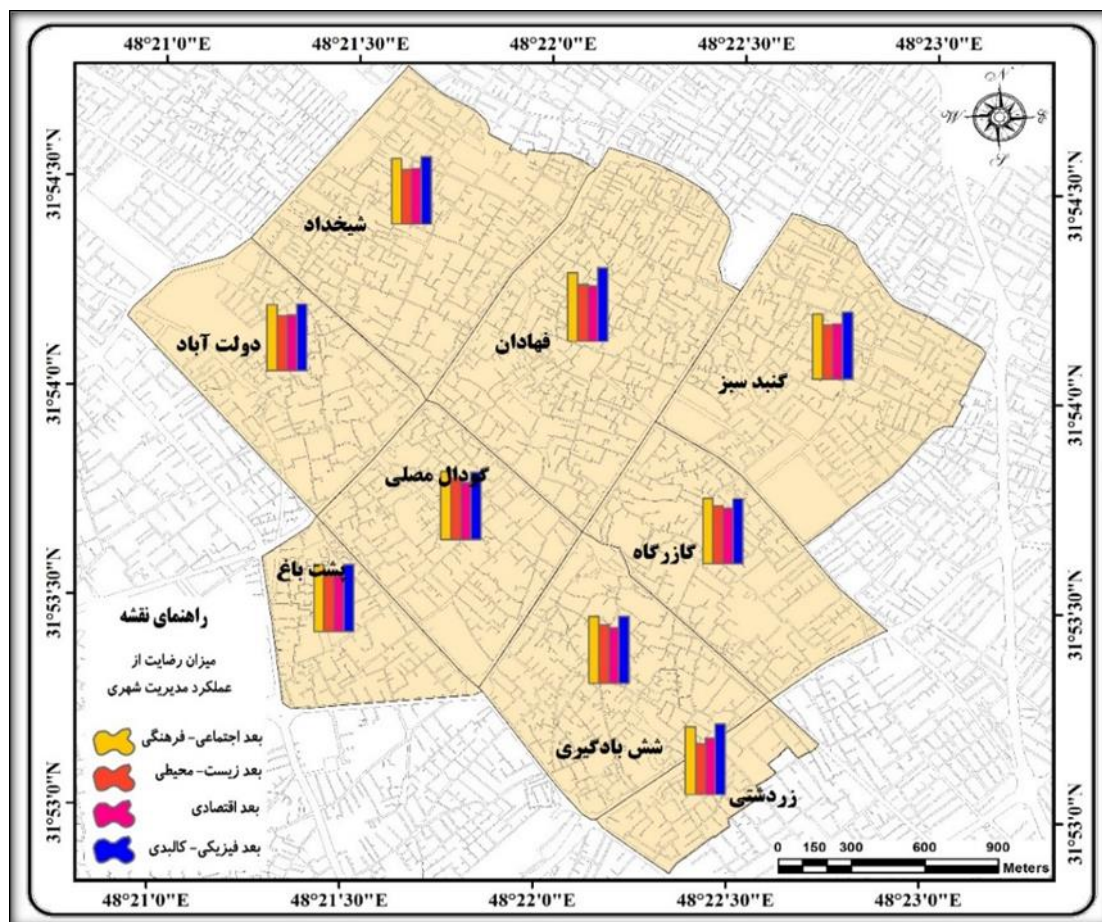 48°21'0"E 48°21'30"E 48°22'0"E 48°22'30"E 48°23'0"E
N
W E
S
31°54'30"N 31°54'30"N
شیخداد
فهادان
دولت آباد
گنبد سبز
31°54'0"N 31°54'0"N
گودال مصلی
گازرگاه
پشت باغ
31°53'30"N 31°53'30"N
راهنمای نقشه
میزان رضایت از
عملکرد مدیریت شهری
بعد اجتماعی- فرهنگی
بعد زیست- محیطی
بعد اقتصادی
بعد فیزیکی- کالبدی
شش بادگیری
زردشتی
31°53'0"N 31°53'0"N
0 150 300 600 900
Meters
48°21'0"E 48°21'30"E 48°22'0"E 48°22'30"E 48°23'0"E